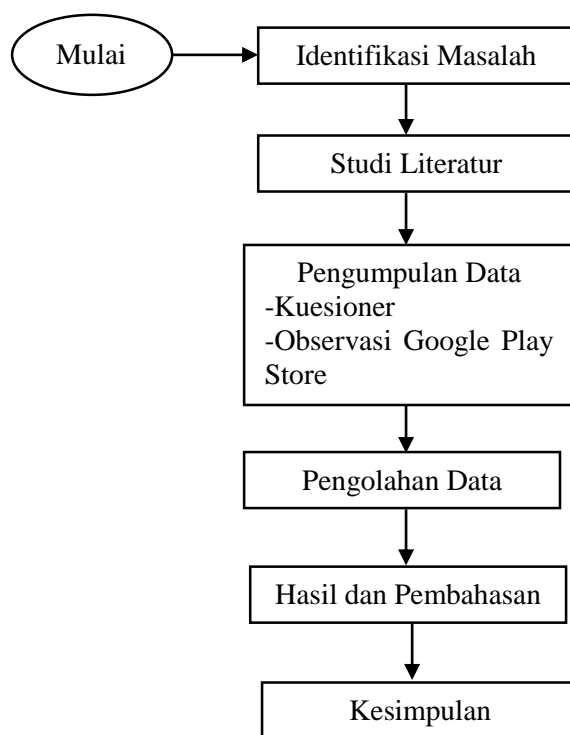 Mulai
Identifikasi Masalah
Studi Literatur
Pengumpulan Data
-Kuesioner
-Observasi Google Play
Store
Pengolahan Data
Hasil dan Pembahasan
Kesimpulan